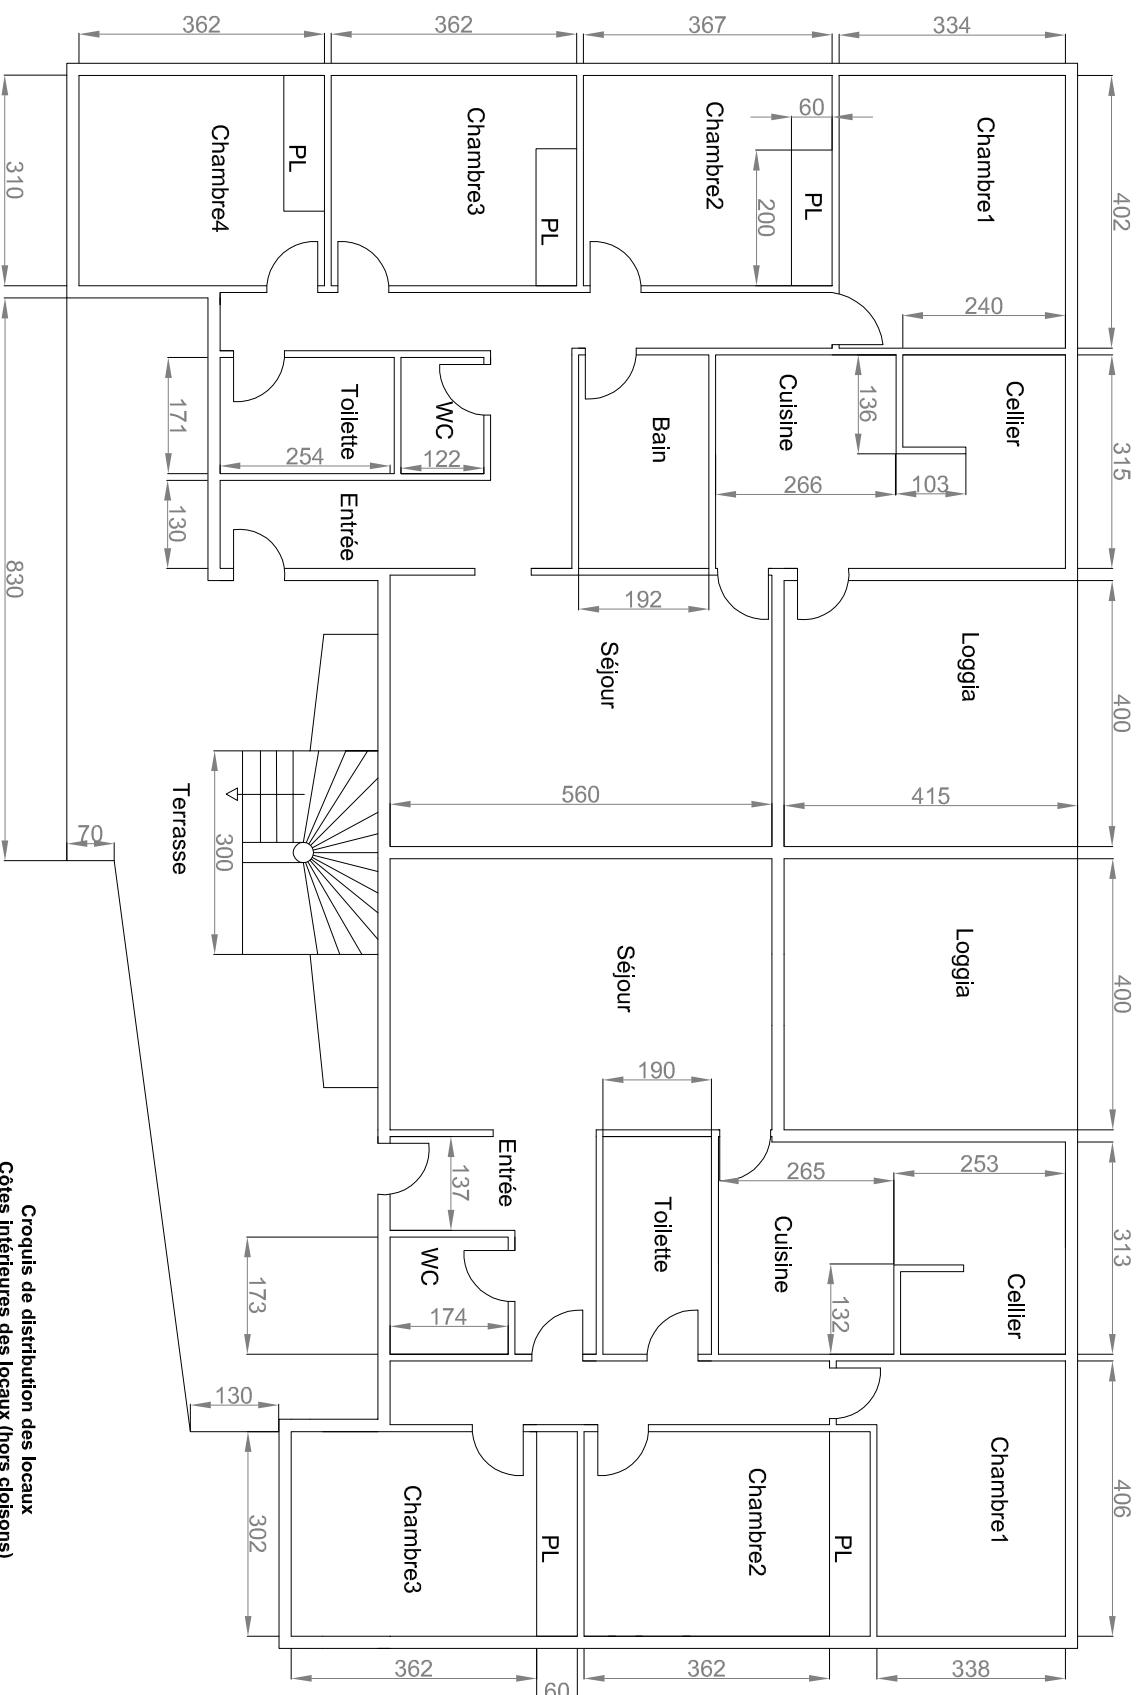 362
362
367
334
310
402
Chambre4
PL
Chambre3
PL
Chambre2
60
200
PL
Chambre1
240
171
Toilette
254
WC
122
Bain
Cuisine
136
266
103
Cellier
315
130
Entrée
830
192
Séjour
Loggia
400
560
415
70
Terrasse
300
Séjour
Loggia
400
190
Entrée
137
265
253
Toilette
Cuisine
132
Cellier
313
WC
174
173
130
302
Chambre3
PL
Chambre2
PL
Chambre1
406
362
60
362
338
Croquis de distribution des locaux
Côtes intérieures des locaux (hors cloisons)